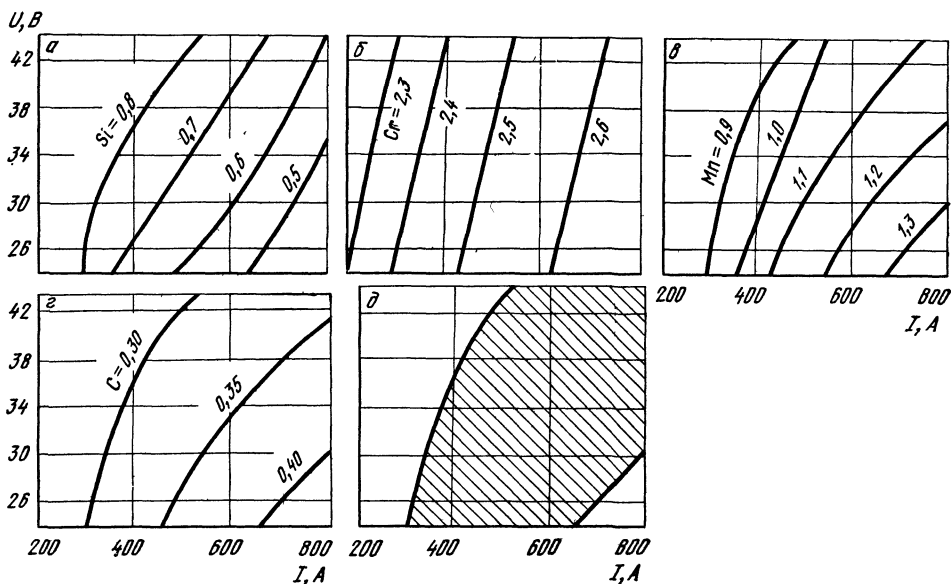 U, В
а
б
в
42
38
34
30
26
Si = 0,8
0,7
0,6
0,5
Cr = 2,3
2,4
2,5
2,6
Mn = 0,9
1,0
1,1
1,2
1,3
200 400 600 800
I, А
г
д
42
38
34
30
26
C = 0,30
0,35
0,40
200 400 600 800
I, А
200 400 600 800
I, А